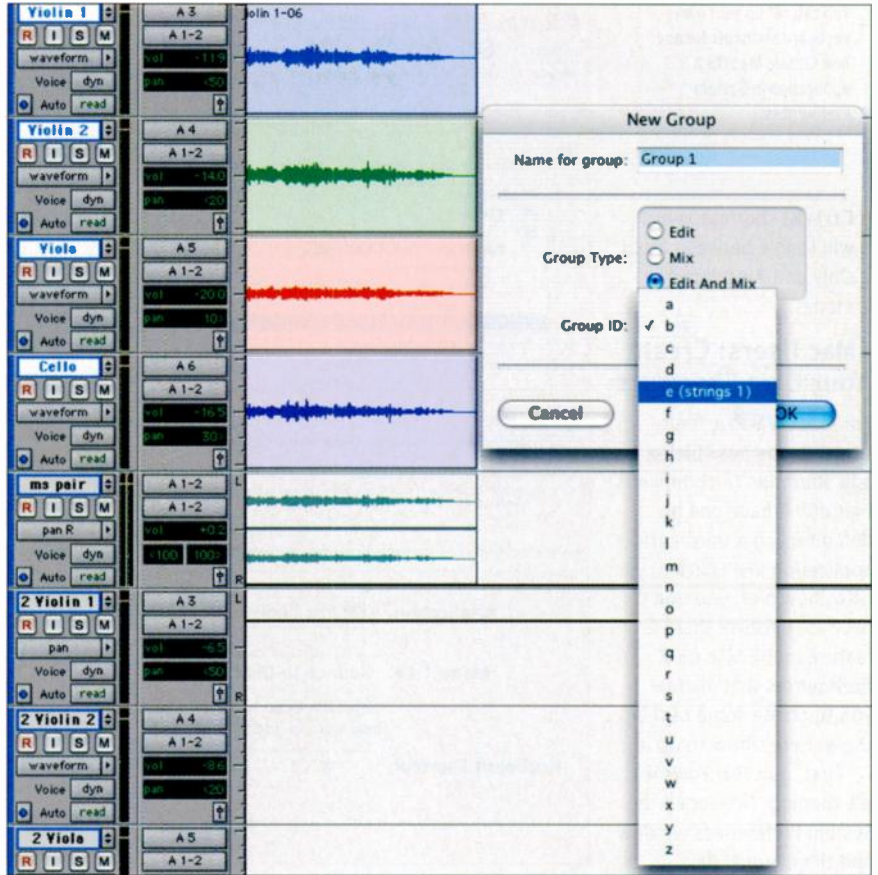 Violin 1
A 3
olin 1-06
R I S M
A 1-2
waveform
vol -11.9
Voice dyn
pan <50
Auto read
Violin 2
A 4
R I S M
A 1-2
waveform
vol -14.0
Voice dyn
pan <20
Auto read
Viola
A 5
R I S M
A 1-2
waveform
vol -20.0
Voice dyn
pan 10>
Auto read
Cello
A 6
R I S M
A 1-2
waveform
vol -16.5
Voice dyn
pan 30>
Auto read
ms pair
A 1-2
L
R I S M
A 1-2
pan R
vol +0.2
Voice dyn
<100 100>
Auto read
R
2 Violin 1
A 3
L
R I S M
A 1-2
pan
vol -6.5
Voice dyn
pan <50
Auto read
R
2 Violin 2
A 4
R I S M
A 1-2
waveform
vol -8.6
Voice dyn
pan <20
Auto read
2 Viola
A 5
R I S M
A 1-2
New Group
Name for group: Group 1
Group Type:
Edit
Mix
Edit And Mix
Group ID:
a
✓ b
c
d
e (strings 1)
f
g
h
i
j
k
l
m
n
o
p
q
r
s
t
u
v
w
x
y
z
Cancel
OK